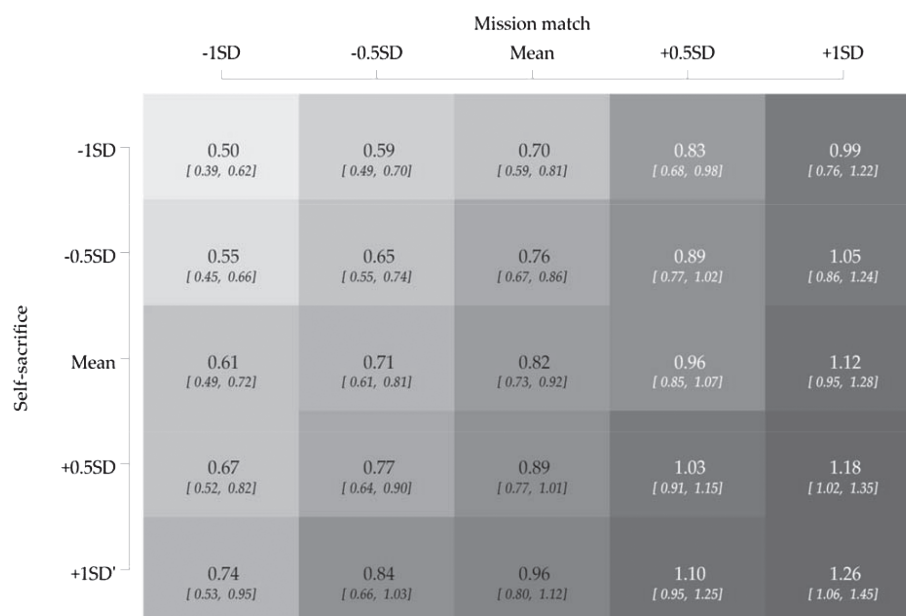 Mission match
-1SD -0.5SD Mean +0.5SD +1SD
-1SD 0.50 0.59 0.70 0.83 0.99
[ 0.39, 0.62] [ 0.49, 0.70] [ 0.59, 0.81] [ 0.68, 0.98] [ 0.76, 1.22]
-0.5SD 0.55 0.65 0.76 0.89 1.05
[ 0.45, 0.66] [ 0.55, 0.74] [ 0.67, 0.86] [ 0.77, 1.02] [ 0.86, 1.24]
Self-sacrifice
Mean 0.61 0.71 0.82 0.96 1.12
[ 0.49, 0.72] [ 0.61, 0.81] [ 0.73, 0.92] [ 0.85, 1.07] [ 0.95, 1.28]
+0.5SD 0.67 0.77 0.89 1.03 1.18
[ 0.52, 0.82] [ 0.64, 0.90] [ 0.77, 1.01] [ 0.91, 1.15] [ 1.02, 1.35]
+1SD' 0.74 0.84 0.96 1.10 1.26
[ 0.53, 0.95] [ 0.66, 1.03] [ 0.80, 1.12] [ 0.95, 1.25] [ 1.06, 1.45]